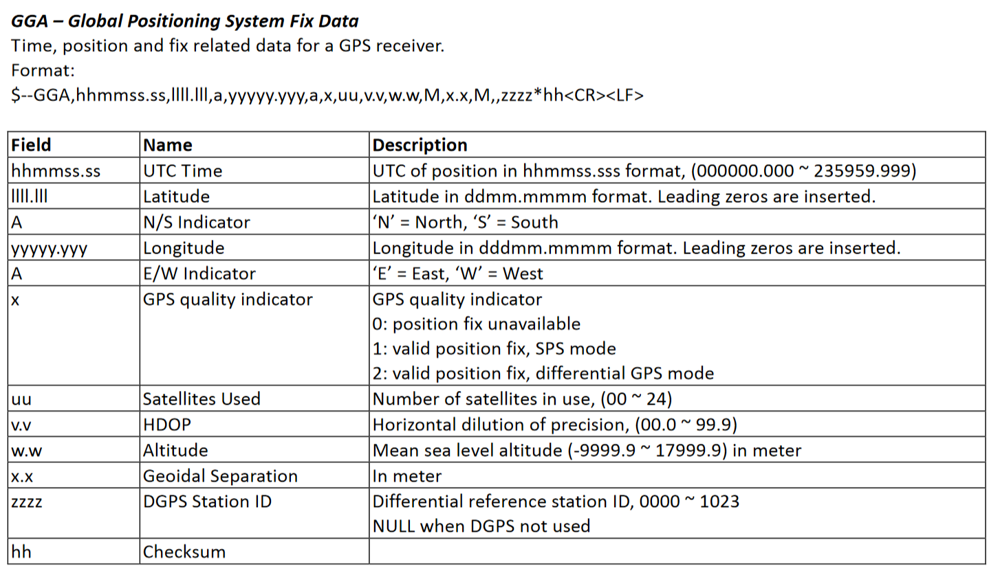 GGA – Global Positioning System Fix Data
Time, position and fix related data for a GPS receiver.
Format:
$--GGA,hhmmss.ss,llll.lll,a,yyyyy.yyy,a,x,uu,v.v,w.w,M,x.x,M,,zzzz*hh<CR><LF>
Field Name Description
hhmmss.ss UTC Time UTC of position in hhmmss.sss format, (000000.000 ~ 235959.999)
llll.lll Latitude Latitude in ddmm.mmmm format. Leading zeros are inserted.
A N/S Indicator ‘N’ = North, ‘S’ = South
yyyyy.yyy Longitude Longitude in dddmm.mmmm format. Leading zeros are inserted.
A E/W Indicator ‘E’ = East, ‘W’ = West
x GPS quality indicator GPS quality indicator
0: position fix unavailable
1: valid position fix, SPS mode
2: valid position fix, differential GPS mode
uu Satellites Used Number of satellites in use, (00 ~ 24)
v.v HDOP Horizontal dilution of precision, (00.0 ~ 99.9)
w.w Altitude Mean sea level altitude (-9999.9 ~ 17999.9) in meter
x.x Geoidal Separation In meter
zzzz DGPS Station ID Differential reference station ID, 0000 ~ 1023
NULL when DGPS not used
hh Checksum